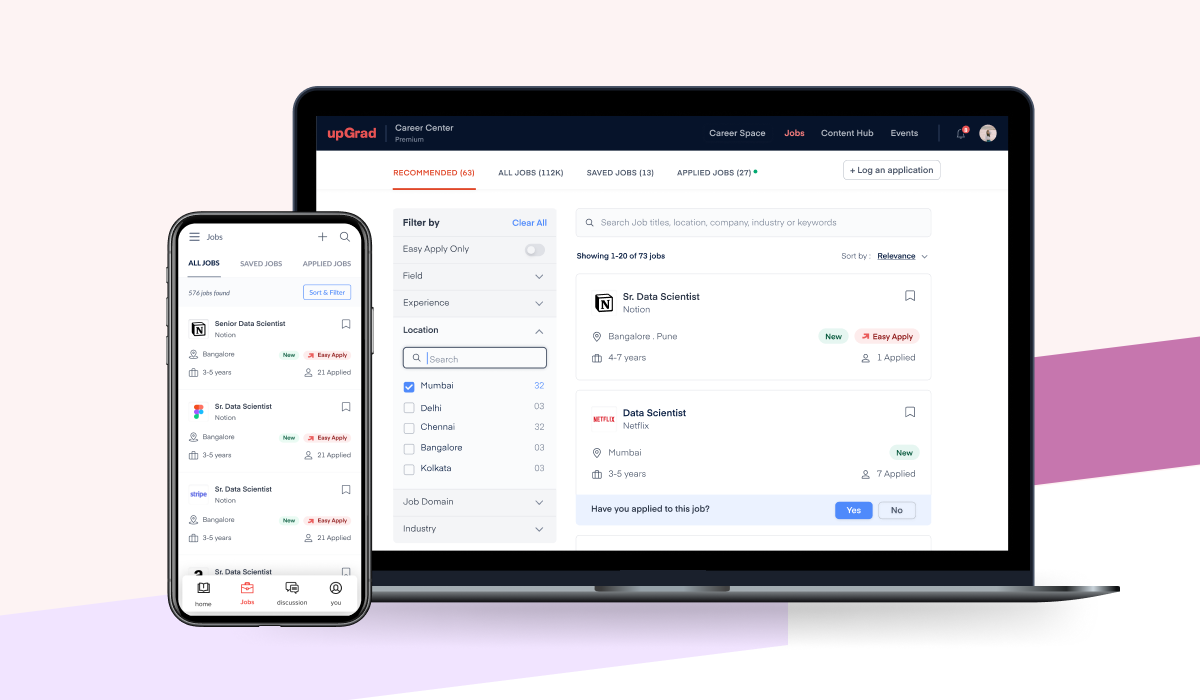 upGrad
Career Center
Premium
Career Space Jobs Content Hub Events
RECOMMENDED (63) ALL JOBS (112K) SAVED JOBS (13) APPLIED JOBS (27)
+ Log an application
Filter by Clear All
Easy Apply Only
Field
Experience
Location
Search
Mumbai 32
Delhi 03
Chennai 32
Bangalore 03
Kolkata 03
Job Domain
Industry
Search Job titles, location, company, industry or keywords
Showing 1-20 of 73 jobs Sort by : Relevance
N
Sr. Data Scientist
Notion
Bangalore . Pune New Easy Apply
4-7 years 1 Applied
NETFLIX
Data Scientist
Netflix
Mumbai New
3-5 years 7 Applied
Have you applied to this job? Yes No
Jobs
ALL JOBS SAVED JOBS APPLIED JOBS
576 jobs found Sort & Filter
N
Senior Data Scientist
Notion
Bangalore New Easy Apply
3-5 years 21 Applied
Sr. Data Scientist
Notion
Bangalore New Easy Apply
3-5 years 21 Applied
stripe
Sr. Data Scientist
Notion
Bangalore New Easy Apply
3-5 years 21 Applied
Sr. Data Scientist
home Jobs discussion you